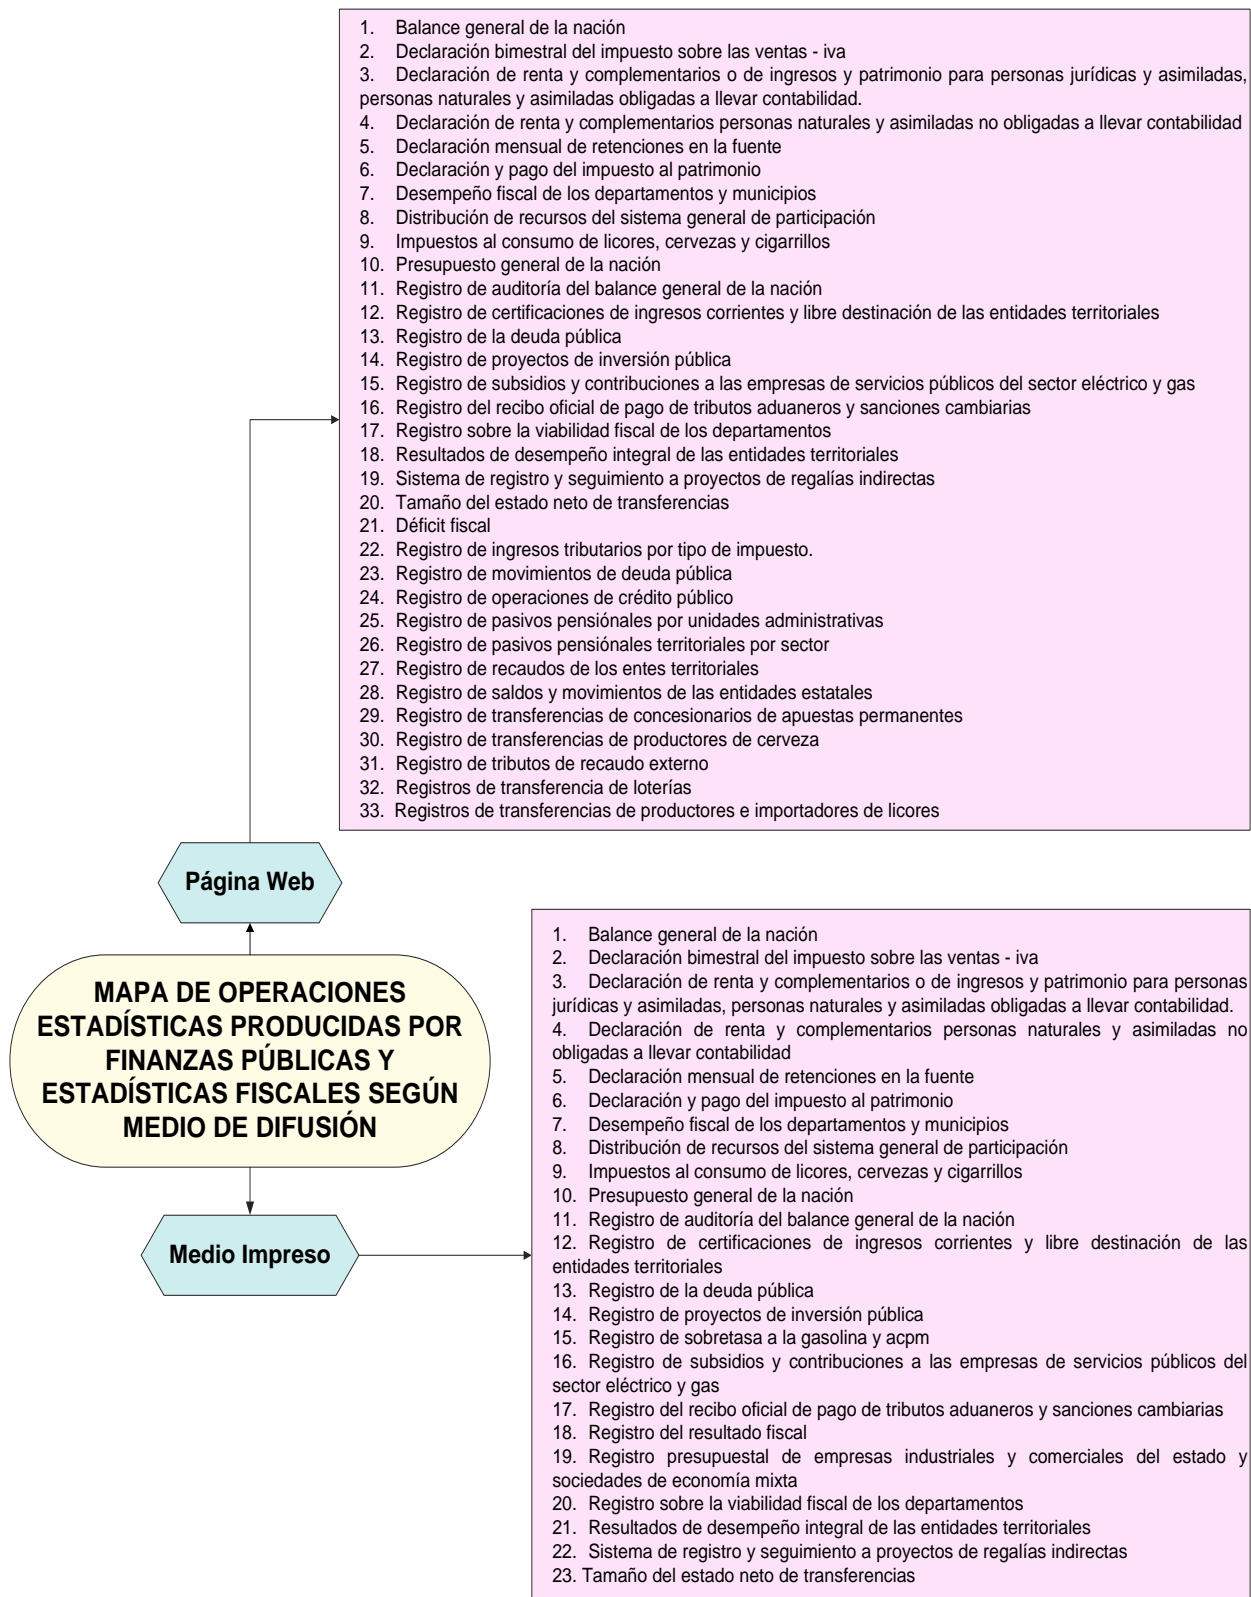 1. Balance general de la nación
2. Declaración bimestral del impuesto sobre las ventas - iva
3. Declaración de renta y complementarios o de ingresos y patrimonio para personas jurídicas y asimiladas,
personas naturales y asimiladas obligadas a llevar contabilidad.
4. Declaración de renta y complementarios personas naturales y asimiladas no obligadas a llevar contabilidad
5. Declaración mensual de retenciones en la fuente
6. Declaración y pago del impuesto al patrimonio
7. Desempeño fiscal de los departamentos y municipios
8. Distribución de recursos del sistema general de participación
9. Impuestos al consumo de licores, cervezas y cigarrillos
10. Presupuesto general de la nación
11. Registro de auditoría del balance general de la nación
12. Registro de certificaciones de ingresos corrientes y libre destinación de las entidades territoriales
13. Registro de la deuda pública
14. Registro de proyectos de inversión pública
15. Registro de subsidios y contribuciones a las empresas de servicios públicos del sector eléctrico y gas
16. Registro del recibo oficial de pago de tributos aduaneros y sanciones cambiarias
17. Registro sobre la viabilidad fiscal de los departamentos
18. Resultados de desempeño integral de las entidades territoriales
19. Sistema de registro y seguimiento a proyectos de regalías indirectas
20. Tamaño del estado neto de transferencias
21. Déficit fiscal
22. Registro de ingresos tributarios por tipo de impuesto.
23. Registro de movimientos de deuda pública
24. Registro de operaciones de crédito público
25. Registro de pasivos pensiónales por unidades administrativas
26. Registro de pasivos pensiónales territoriales por sector
27. Registro de recaudos de los entes territoriales
28. Registro de saldos y movimientos de las entidades estatales
29. Registro de transferencias de concesionarios de apuestas permanentes
30. Registro de transferencias de productores de cerveza
31. Registro de tributos de recaudo externo
32. Registros de transferencia de loterías
33. Registros de transferencias de productores e importadores de licores
Página Web
MAPA DE OPERACIONES
ESTADÍSTICAS PRODUCIDAS POR
FINANZAS PÚBLICAS Y
ESTADÍSTICAS FISCALES SEGÚN
MEDIO DE DIFUSIÓN
Medio Impreso
1. Balance general de la nación
2. Declaración bimestral del impuesto sobre las ventas - iva
3. Declaración de renta y complementarios o de ingresos y patrimonio para personas
jurídicas y asimiladas, personas naturales y asimiladas obligadas a llevar contabilidad.
4. Declaración de renta y complementarios personas naturales y asimiladas no
obligadas a llevar contabilidad
5. Declaración mensual de retenciones en la fuente
6. Declaración y pago del impuesto al patrimonio
7. Desempeño fiscal de los departamentos y municipios
8. Distribución de recursos del sistema general de participación
9. Impuestos al consumo de licores, cervezas y cigarrillos
10. Presupuesto general de la nación
11. Registro de auditoría del balance general de la nación
12. Registro de certificaciones de ingresos corrientes y libre destinación de las
entidades territoriales
13. Registro de la deuda pública
14. Registro de proyectos de inversión pública
15. Registro de sobretasa a la gasolina y acpm
16. Registro de subsidios y contribuciones a las empresas de servicios públicos del
sector eléctrico y gas
17. Registro del recibo oficial de pago de tributos aduaneros y sanciones cambiarias
18. Registro del resultado fiscal
19. Registro presupuestal de empresas industriales y comerciales del estado y
sociedades de economía mixta
20. Registro sobre la viabilidad fiscal de los departamentos
21. Resultados de desempeño integral de las entidades territoriales
22. Sistema de registro y seguimiento a proyectos de regalías indirectas
23. Tamaño del estado neto de transferencias